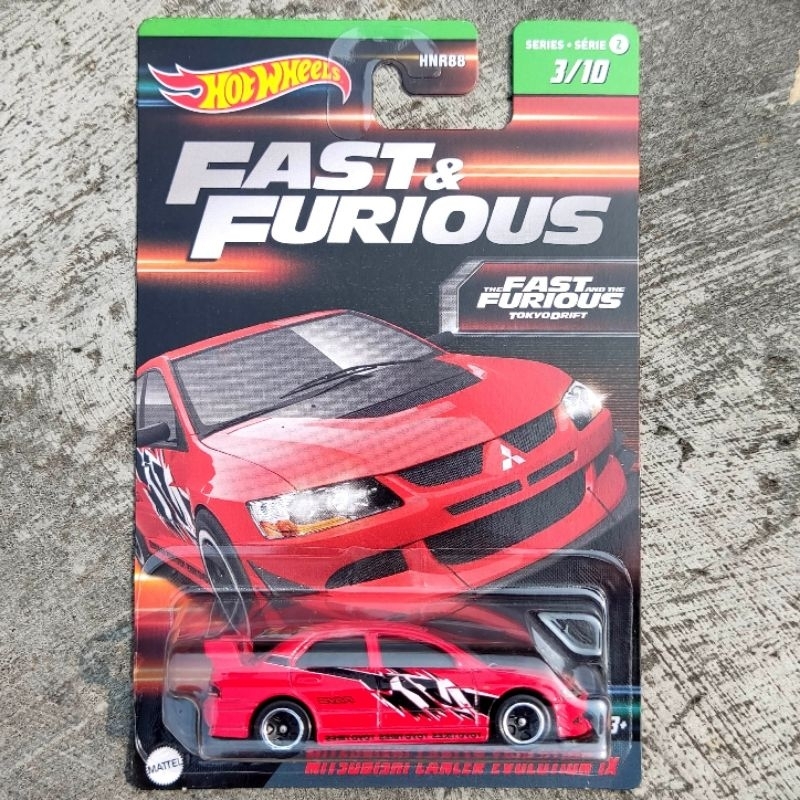 HOT WHEELS
HNR88
SERIES • SÉRIE 2
3/10
FAST &
FURIOUS
THE FAST AND THE
FURIOUS
TOKYO DRIFT
3+
MITSUBISHI LANCER EVOLUTION IX
MATTEL